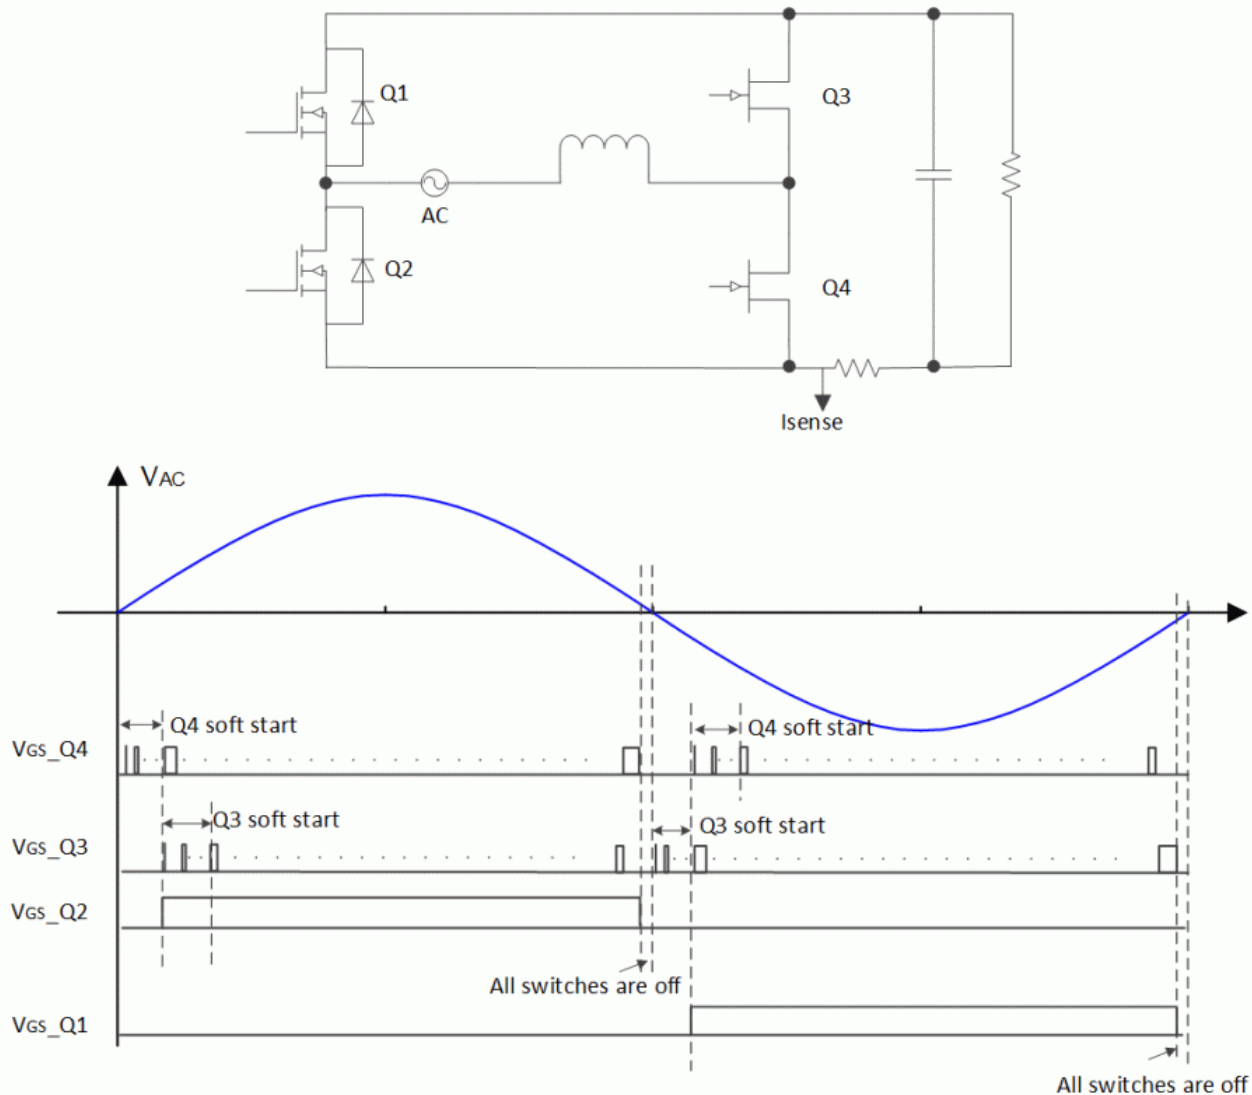 Q1
Q3
AC
Q2
Q4
Isense
VAC
Q4 soft start
Q4 soft start
VGS_Q4
Q3 soft start
Q3 soft start
VGS_Q3
VGS_Q2
All switches are off
VGS_Q1
All switches are off